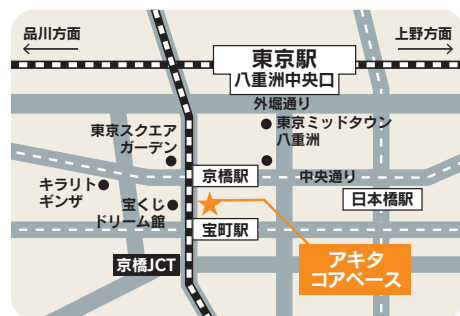 品川方面
上野方面
東京駅
八重洲中央口
外堀通り
東京スクエア
ガーデン
東京ミッドタウン
八重洲
京橋駅
中央通り
キラリト
ギンザ
宝くじ
ドリーム館
日本橋駅
宝町駅
京橋JCT
アキタ
コアベース